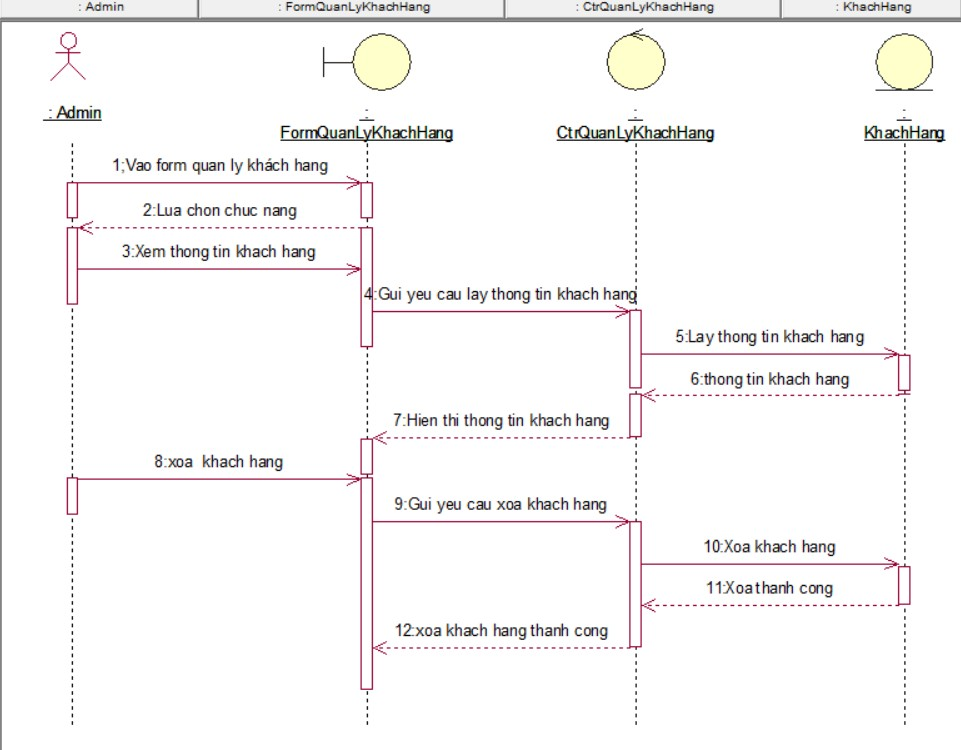 : Admin
: FormQuanLyKhachHang
: CtrQuanLyKhachHang
: KhachHang
: Admin
:
FormQuanLyKhachHang
:
CtrQuanLyKhachHang
:
KhachHang
1;Vao form quan ly khách hang
2:Lua chon chuc nang
3:Xem thong tin khach hang
4:Gui yeu cau lay thong tin khach hang
5:Lay thong tin khach hang
6:thong tin khach hang
7:Hien thi thong tin khach hang
8:xoa khach hang
9:Gui yeu cau xoa khach hang
10:Xoa khach hang
11:Xoa thanh cong
12:xoa khach hang thanh cong